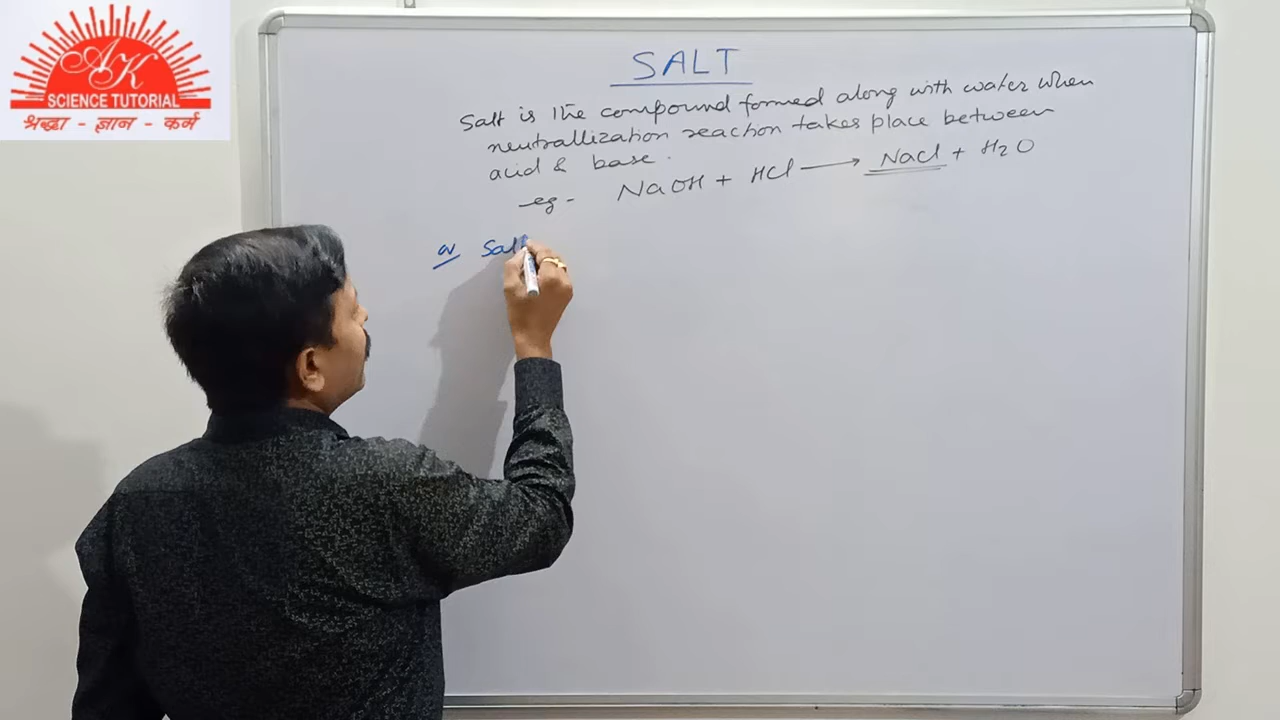 AK
SCIENCE TUTORIAL
श्रद्धा - ज्ञान - कर्म
SALT
Salt is the compound formed along with water when
neutrallization reaction takes place between
acid & base.
eg- NaOH + HCl → NaCl + H2O
a) Salt